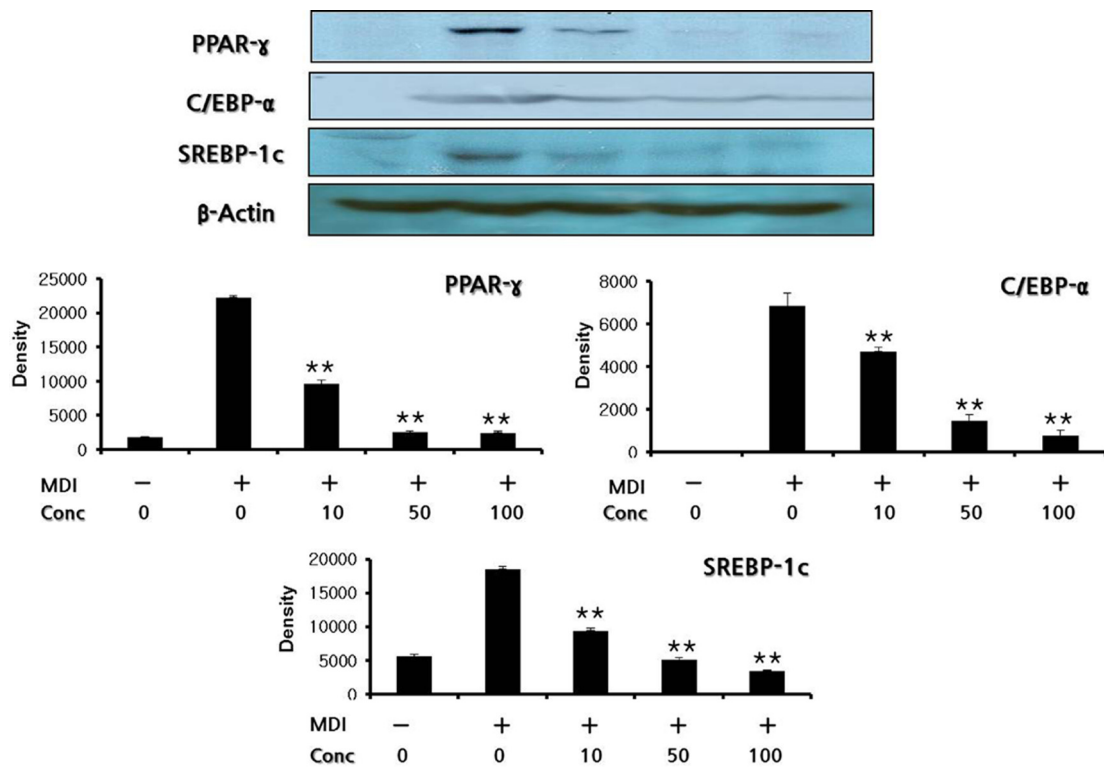 PPAR-ɣ
C/EBP-α
SREBP-1c
β-Actin
PPAR-ɣ
Density
25000
20000
15000
10000
5000
0
** ** **
MDI − + + + +
Conc 0 0 10 50 100
C/EBP-α
Density
8000
6000
4000
2000
0
** ** **
MDI − + + + +
Conc 0 0 10 50 100
SREBP-1c
Density
20000
15000
10000
5000
0
** ** **
MDI − + + + +
Conc 0 0 10 50 100